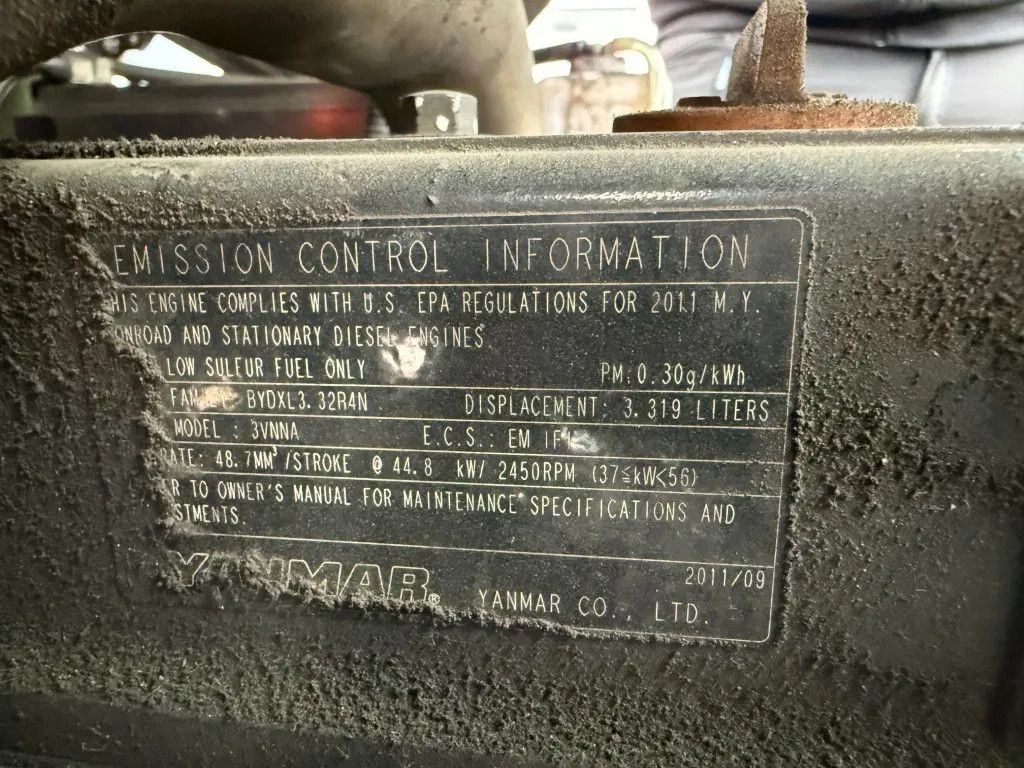 EMISSION CONTROL INFORMATION
HIS ENGINE COMPLIES WITH U.S. EPA REGULATIONS FOR 2011 M.Y.
ONROAD AND STATIONARY DIESEL ENGINES.
LOW SULFUR FUEL ONLY PM:0.30g/kWh
FAM BYDXL3.32R4N DISPLACEMENT: 3.319 LITERS
MODEL: 3VNNA E.C.S.: EM IFI
RATE: 48.7MM³/STROKE @ 44.8 kW/ 2450RPM (37≦kW<56)
R TO OWNER'S MANUAL FOR MAINTENANCE SPECIFICATIONS AND
STMENTS.
YANMAR® 2011/09
YANMAR CO., LTD.